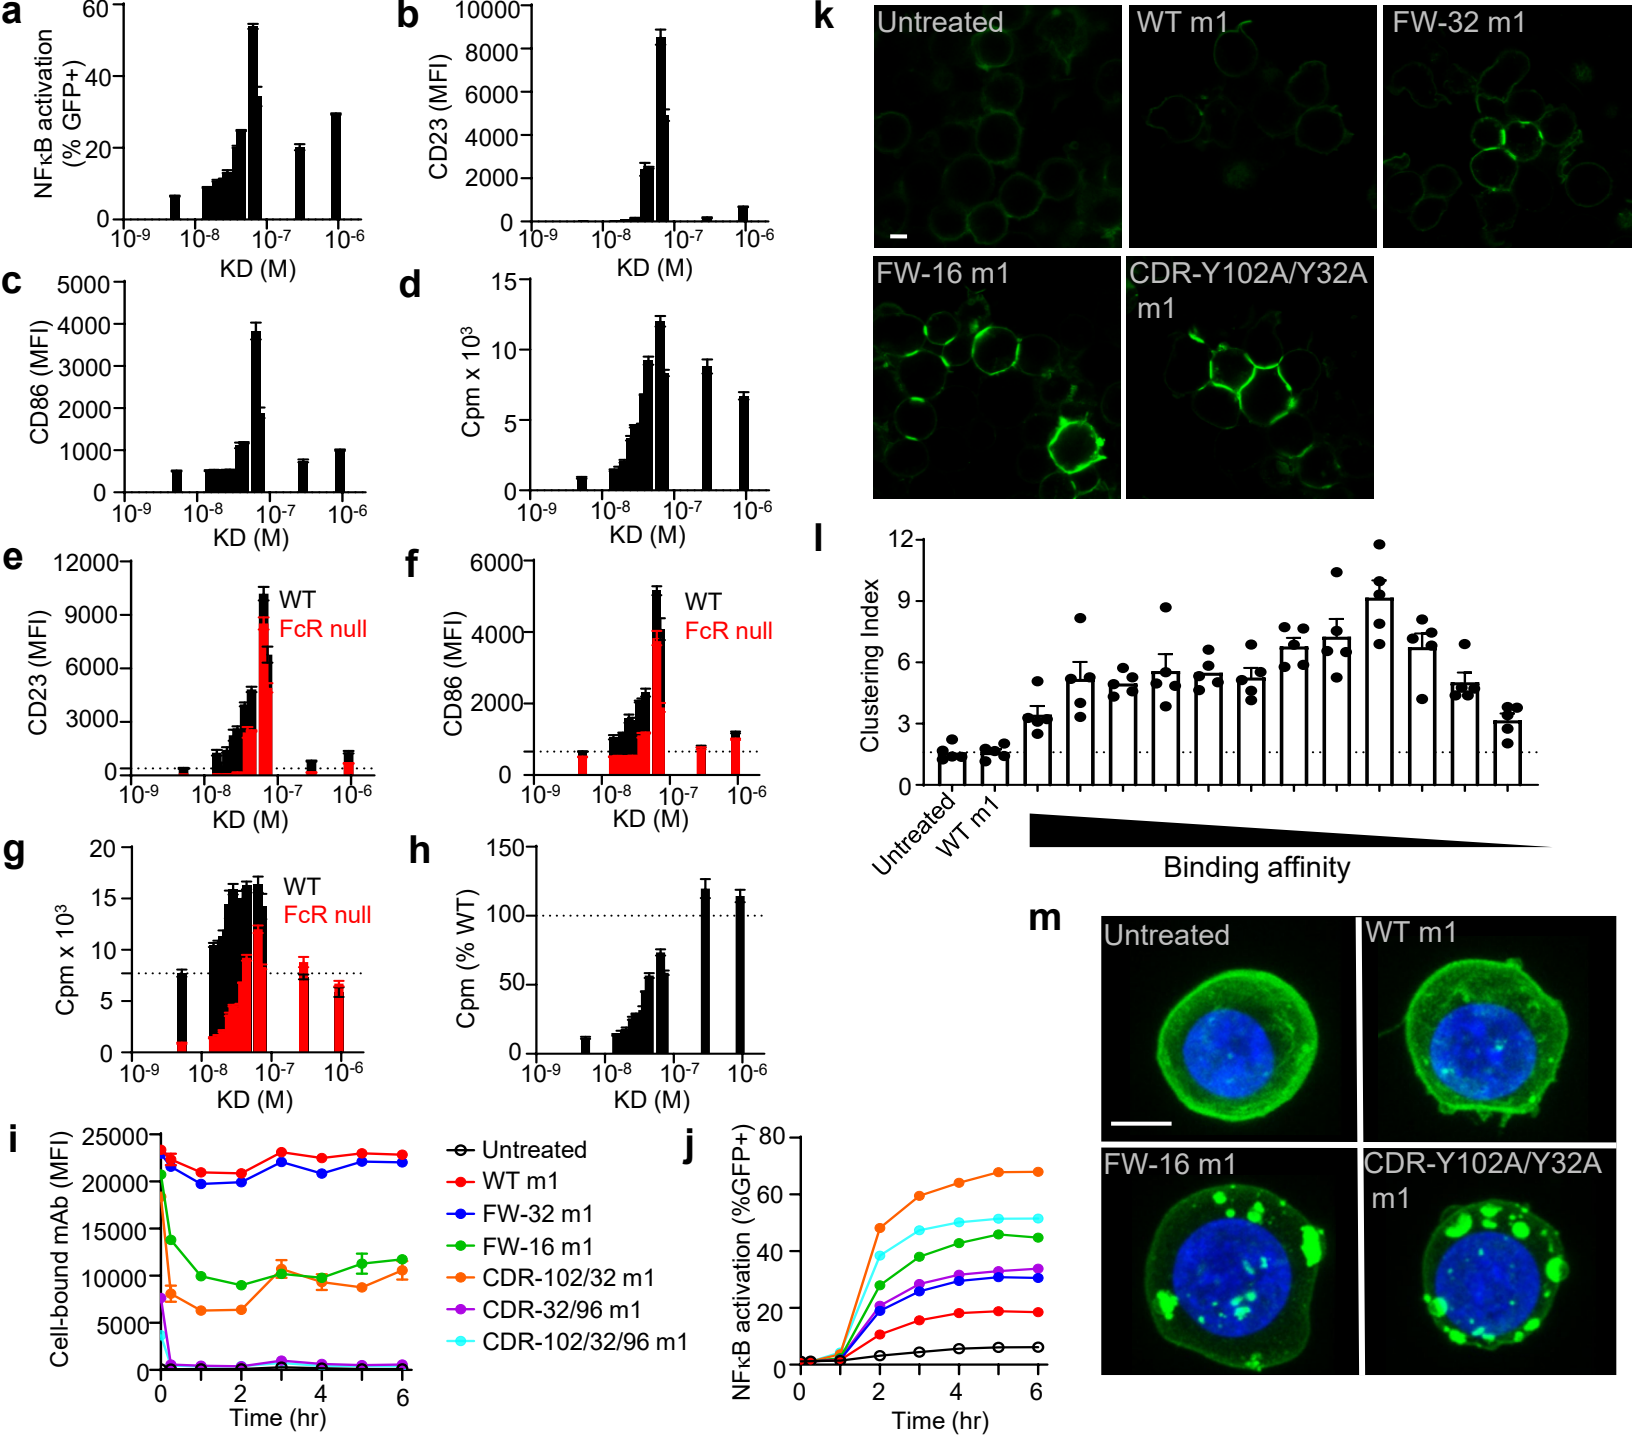 a
60
40
20
0
NFκB activation
(% GFP+)
10-9
10-8
10-7
10-6
KD (M)
b
10000
8000
6000
4000
2000
0
CD23 (MFI)
10-9
10-8
10-7
10-6
KD (M)
c
5000
4000
3000
2000
1000
0
CD86 (MFI)
10-9
10-8
10-7
10-6
KD (M)
d
15
10
5
0
Cpm x 103
10-9
10-8
10-7
10-6
KD (M)
e
12000
9000
6000
3000
0
CD23 (MFI)
WT
FcR null
10-9
10-8
10-7
10-6
KD (M)
f
6000
4000
2000
0
CD86 (MFI)
WT
FcR null
10-9
10-8
10-7
10-6
KD (M)
g
20
15
10
5
0
Cpm x 103
WT
FcR null
10-9
10-8
10-7
10-6
KD (M)
h
150
100
50
0
Cpm (% WT)
10-9
10-8
10-7
10-6
KD (M)
i
25000
20000
15000
10000
5000
0
Cell-bound mAb (MFI)
0
2
4
6
Time (hr)
Untreated
WT m1
FW-32 m1
FW-16 m1
CDR-102/32 m1
CDR-32/96 m1
CDR-102/32/96 m1
j
80
60
40
20
0
NFκB activation (%GFP+)
0
2
4
6
Time (hr)
k
Untreated
WT m1
FW-32 m1
FW-16 m1
CDR-Y102A/Y32A
m1
l
12
9
6
3
0
Clustering Index
Untreated
WT m1
Binding affinity
m
Untreated
WT m1
FW-16 m1
CDR-Y102A/Y32A
m1